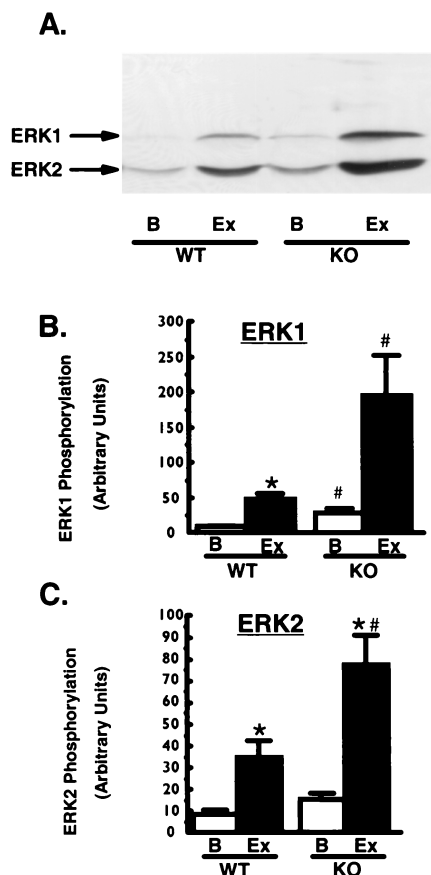 A.
ERK1
ERK2
B Ex B Ex
WT KO
B.
ERK1
ERK1 Phosphorylation
(Arbitrary Units)
300
250
200
150
100
50
0
*
#
#
B Ex B Ex
WT KO
C.
ERK2
ERK2 Phosphorylation
(Arbitrary Units)
100
90
80
70
60
50
40
30
20
10
0
*
*#
B Ex B Ex
WT KO